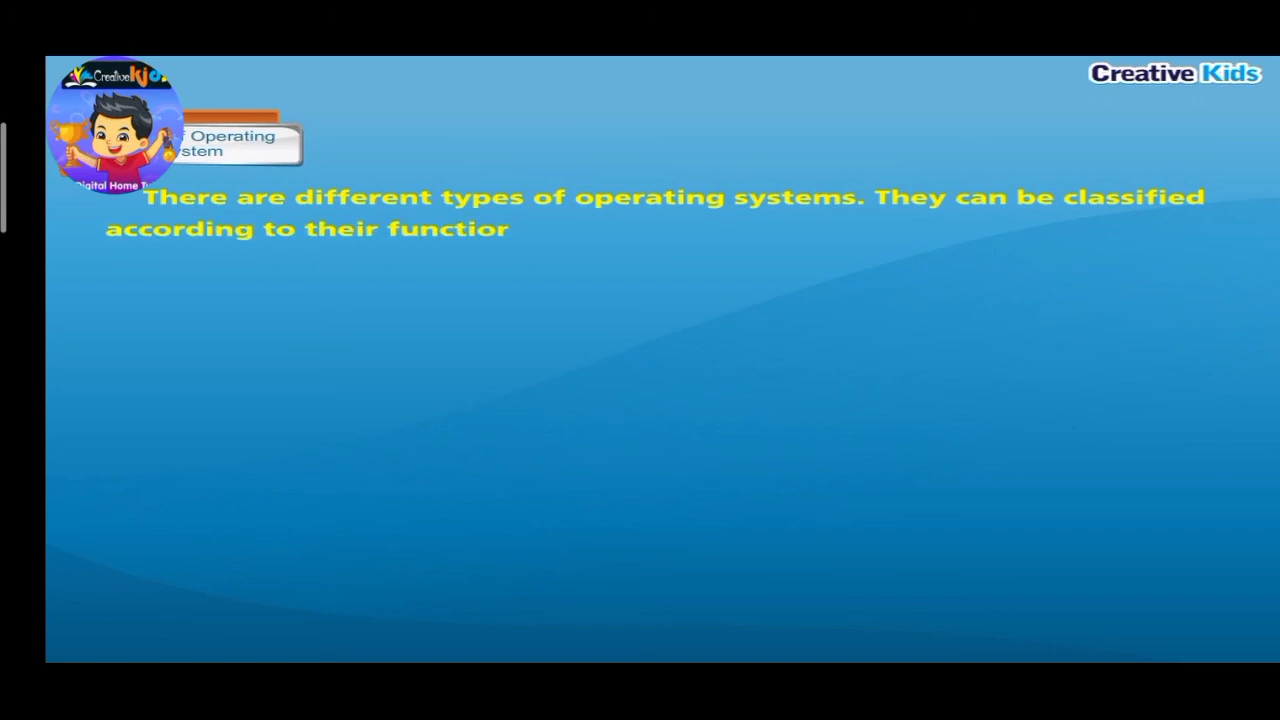 Creative Kids
Creative kids
Operating
stem
Digital Home
There are different types of operating systems. They can be classified
according to their functior